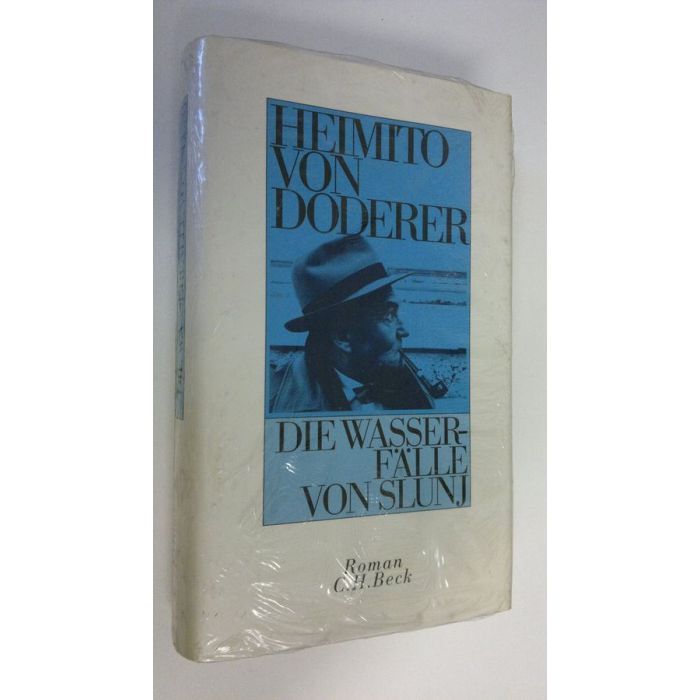 HEIMITO
VON
DODERER
DIE WASSER-
FÄLLE
VON SLUNJ
Roman
C.H.Beck